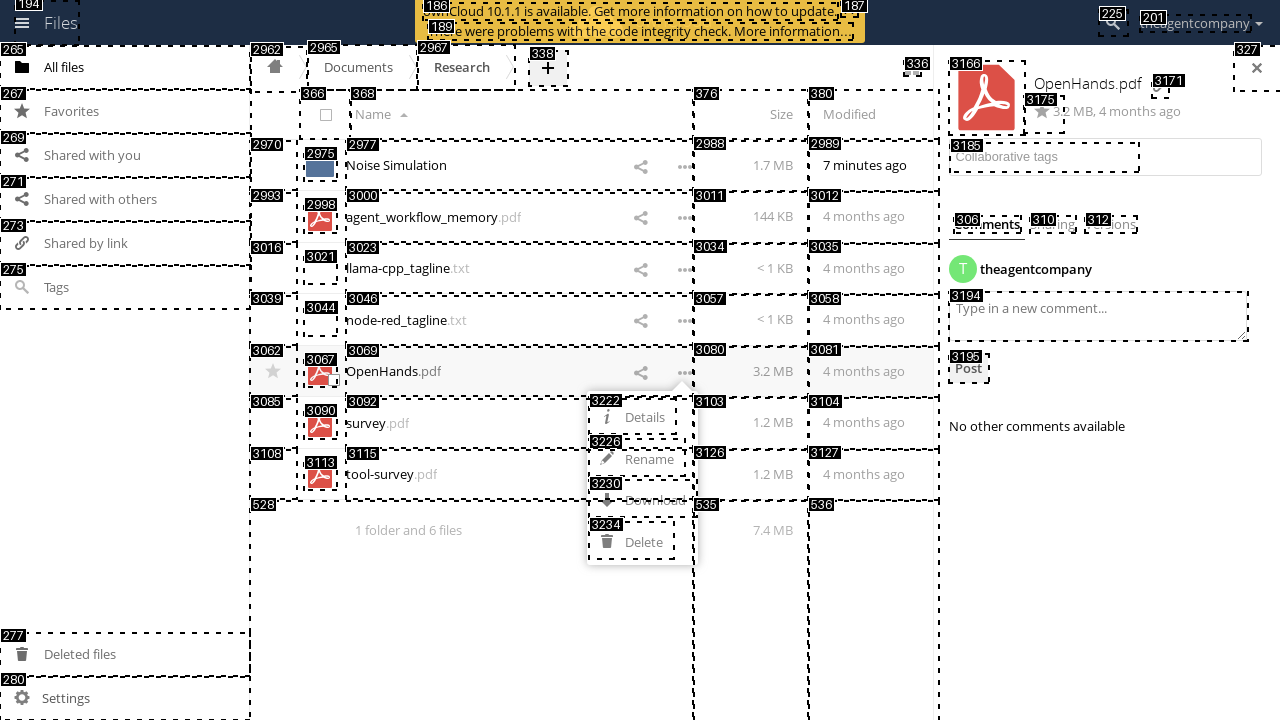 194
Files
186
ownCloud 10.1.1 is available. Get more information on how to update.
187
189
There were problems with the code integrity check. More information…
225
201
theagentcompany
265
All files
267
Favorites
269
Shared with you
271
Shared with others
273
Shared by link
275
Tags
277
Deleted files
280
Settings
2962
2965
Documents
2967
Research
338
+
336
366
368
Name
376
Size
380
Modified
2970
2975
2977
Noise Simulation
2988
1.7 MB
2989
7 minutes ago
2993
2998
3000
agent_workflow_memory.pdf
3011
144 KB
3012
4 months ago
3016
3021
3023
llama-cpp_tagline.txt
3034
< 1 KB
3035
4 months ago
3039
3044
3046
node-red_tagline.txt
3057
< 1 KB
3058
4 months ago
3062
3067
3069
OpenHands.pdf
3080
3.2 MB
3081
4 months ago
3085
3090
3092
survey.pdf
3103
1.2 MB
3104
4 months ago
3108
3113
3115
tool-survey.pdf
3126
1.2 MB
3127
4 months ago
3222
Details
3226
Rename
3230
Download
3234
Delete
528
1 folder and 6 files
535
7.4 MB
536
327
3166
OpenHands.pdf
3171
3175
3.2 MB, 4 months ago
3185
Collaborative tags
306
Comments
310
Sharing
312
Versions
T
theagentcompany
3194
Type in a new comment...
3195
Post
No other comments available